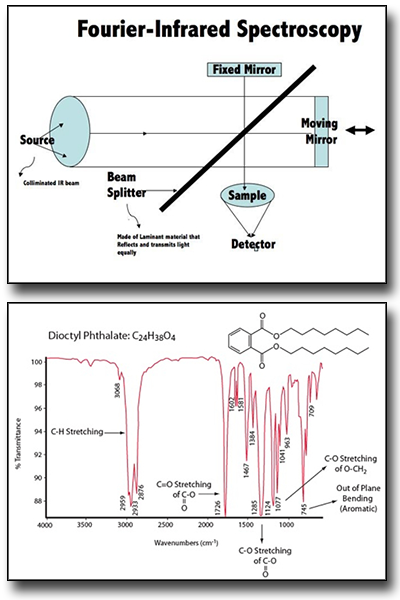 Fourier-Infrared Spectroscopy
Fixed Mirror
Source
Moving
Mirror
Colliminated IR beam
Beam
Splitter
Sample
Made of Laminant material that
Reflects and transmits light
equally
Detector
Dioctyl Phthalate: C₂₄H₃₈O₄
O
O
O
O
% Transmittance
100
98
96
94
92
90
88
3068
C-H Stretching
2959
2933
2876
C=O Stretching
of C-O
O
1726
1602
1581
1467
1384
1285
1124
1077
1041
963
745
709
C-O Stretching
of O-CH₂
Out of Plane
Bending
(Aromatic)
4000
3000
2500
2000
1500
1000
Wavenumbers (cm⁻¹)
C-O Stretching
of C-O
O